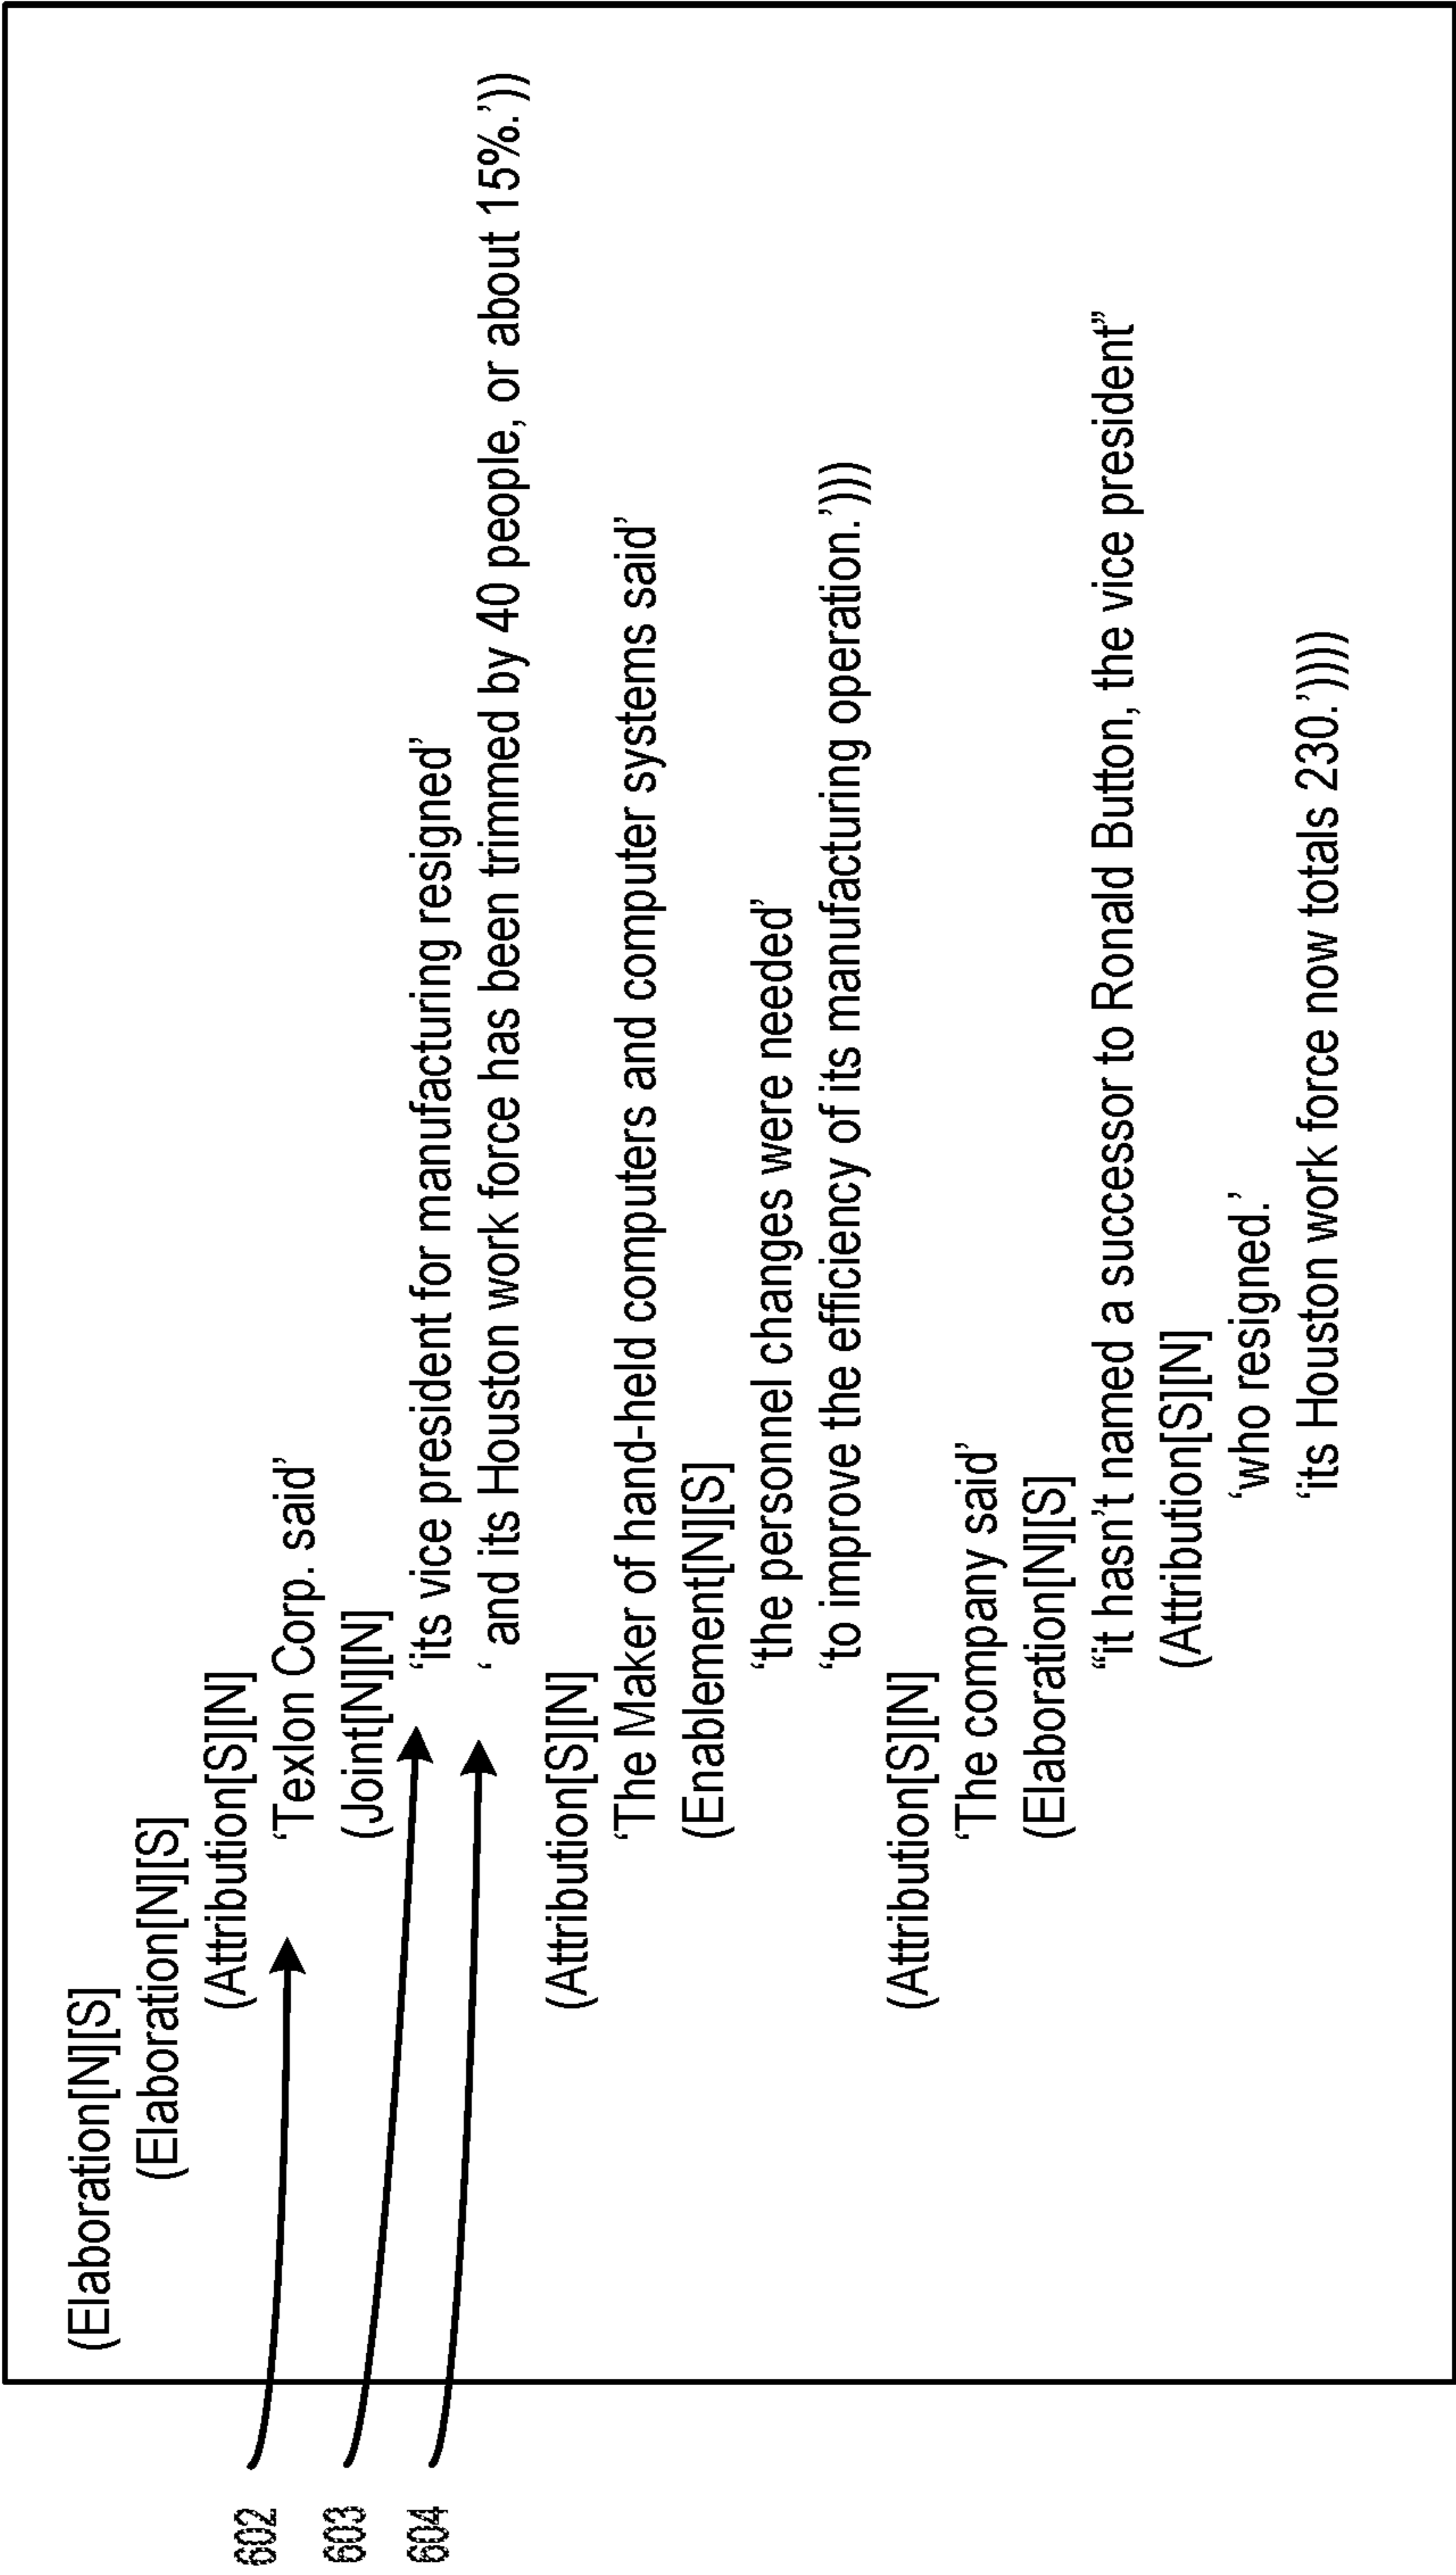 (Elaboration[N][S]
(Elaboration[N][S]
(Attribution[S][N]
602
‘Texlon Corp. said’
(Joint[N][N]
603
‘its vice president for manufacturing resigned’
604
‘ and its Houston work force has been trimmed by 40 people, or about 15%.’))
(Attribution[S][N]
‘The Maker of hand-held computers and computer systems said’
(Enablement[N][S]
‘the personnel changes were needed’
‘to improve the efficiency of its manufacturing operation.’)))
(Attribution[S][N]
‘The company said’
(Elaboration[N][S]
“it hasn’t named a successor to Ronald Button, the vice president”
(Attribution[S][N]
‘who resigned.’
‘its Houston work force now totals 230.’))))